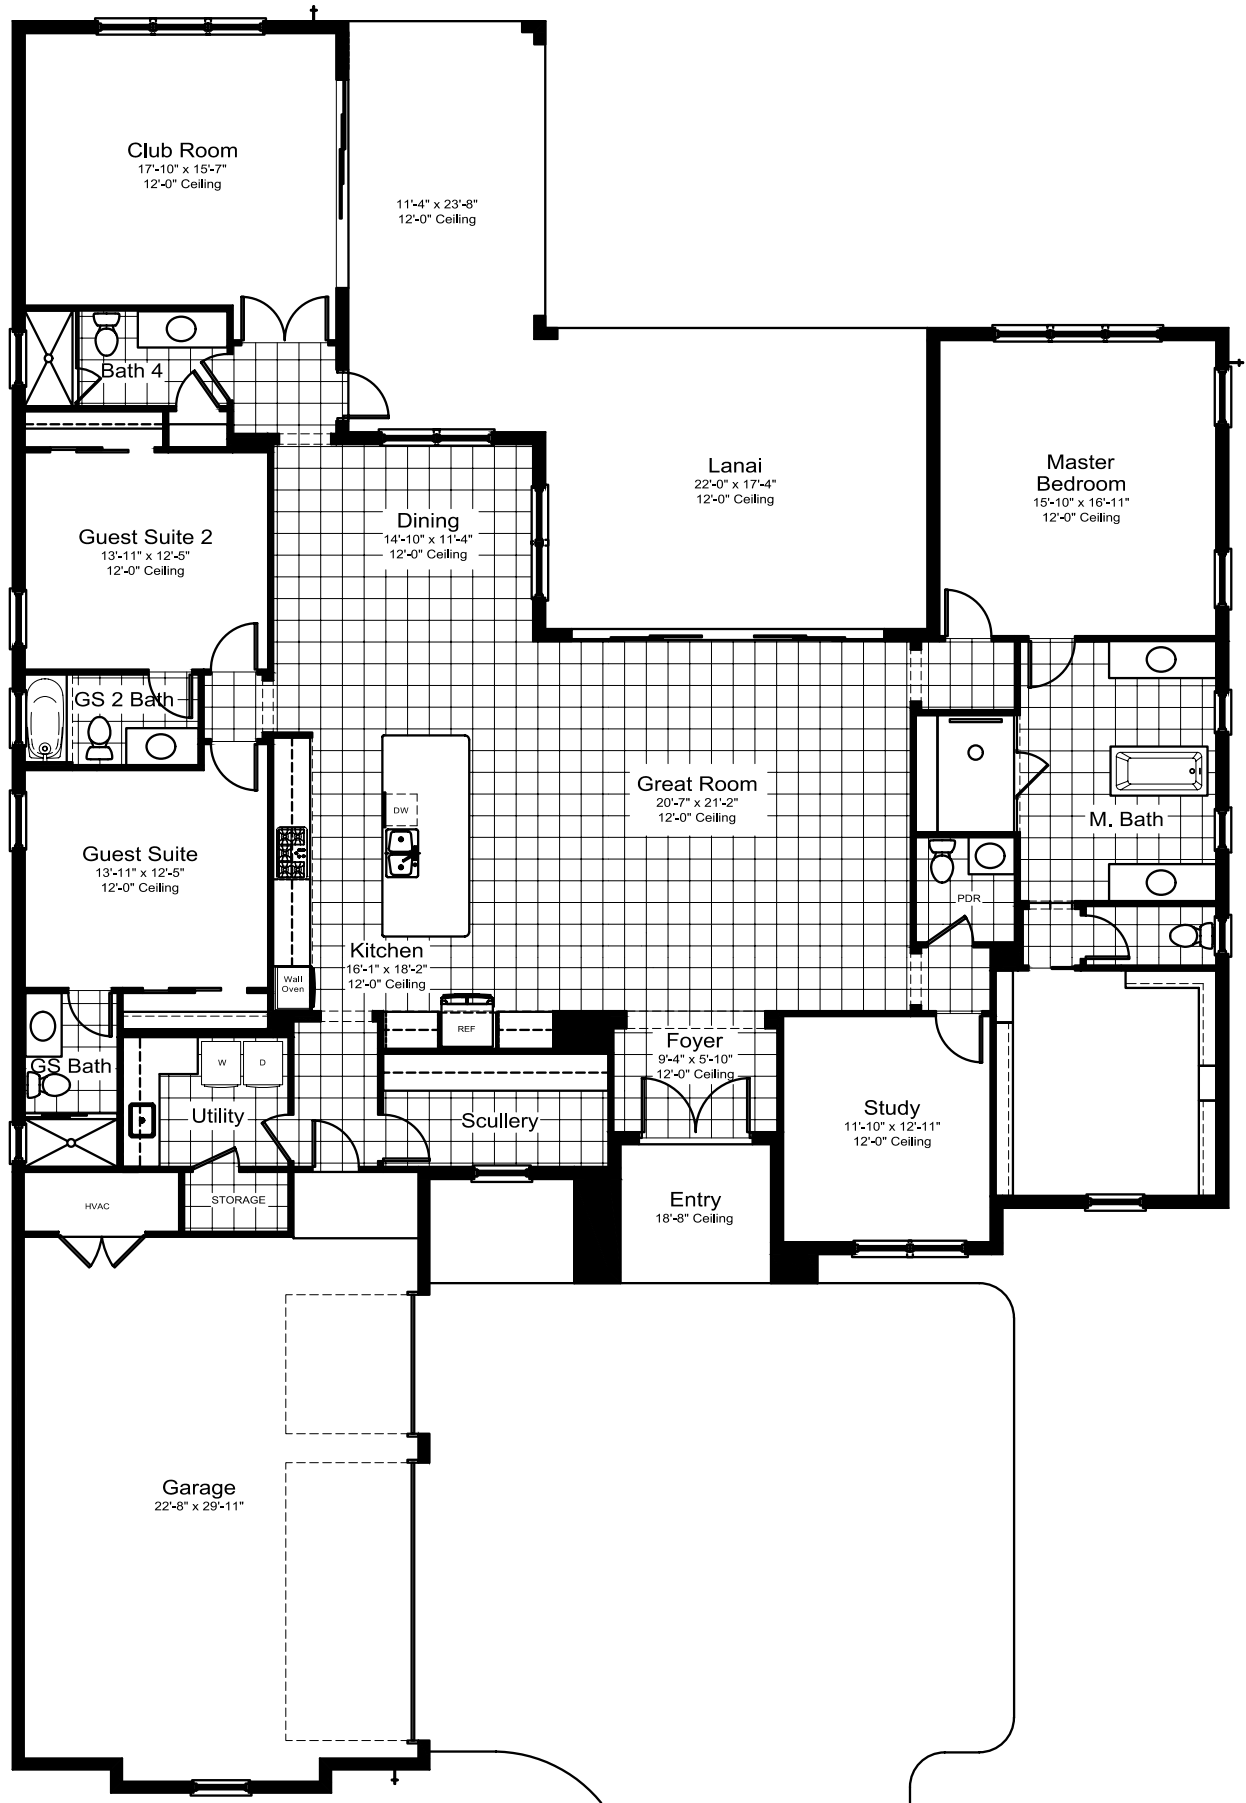 Club Room
17'-10" x 15'-7"
12'-0" Ceiling
11'-4" x 23'-8"
12'-0" Ceiling
Bath 4
Lanai
22'-0" x 17'-4"
12'-0" Ceiling
Master
Bedroom
15'-10" x 16'-11"
12'-0" Ceiling
Dining
14'-10" x 11'-4"
12'-0" Ceiling
Guest Suite 2
13'-11" x 12'-5"
12'-0" Ceiling
GS 2 Bath
Great Room
20'-7" x 21'-2"
12'-0" Ceiling
DW
M. Bath
Guest Suite
13'-11" x 12'-5"
12'-0" Ceiling
PDR
Kitchen
16'-1" x 18'-2"
12'-0" Ceiling
Wall
Oven
REF
Foyer
9'-4" x 5'-10"
12'-0" Ceiling
GS Bath
W
D
Utility
Scullery
Study
11'-10" x 12'-11"
12'-0" Ceiling
HVAC
STORAGE
Entry
18'-8" Ceiling
Garage
22'-8" x 29'-11"